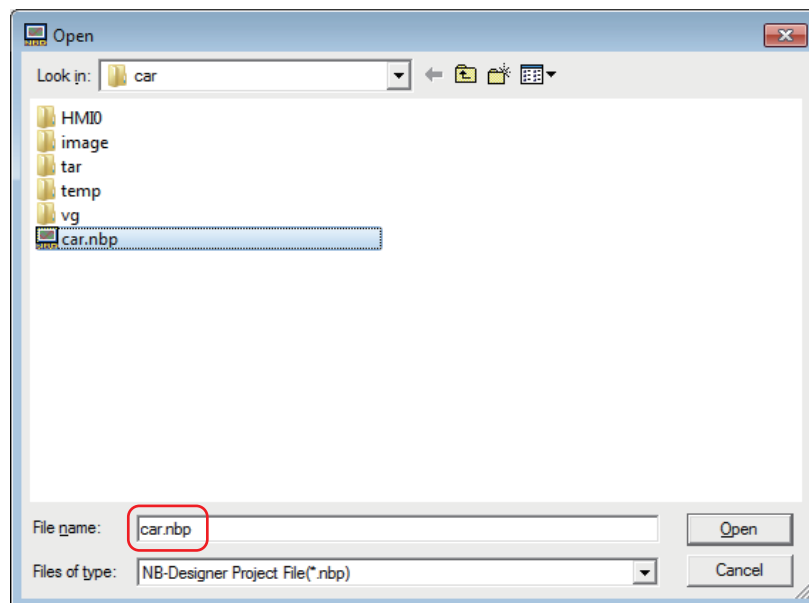 Open
Look in: car
HMI0
image
tar
temp
vg
car.nbp
File name: car.nbp Open
Files of type: NB-Designer Project File(*.nbp) Cancel